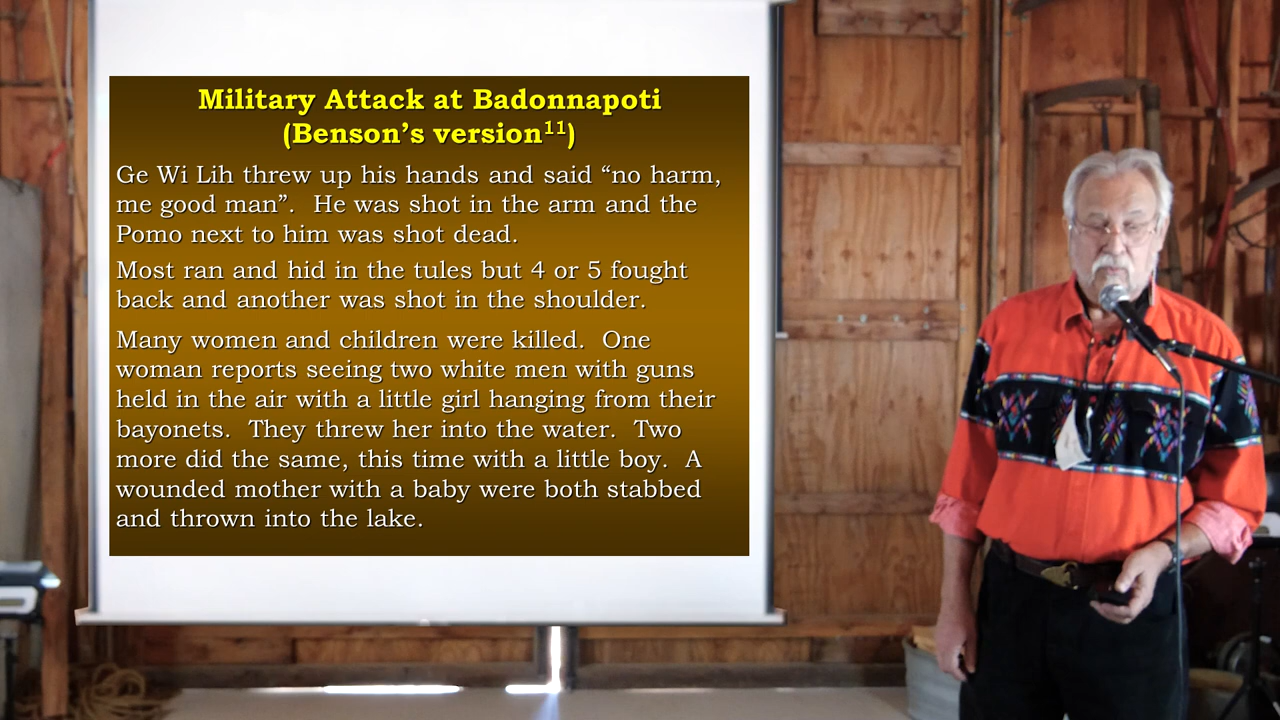 Military Attack at Badonnapoti
(Benson’s version¹¹)
Ge Wi Lih threw up his hands and said “no harm,
me good man”.  He was shot in the arm and the
Pomo next to him was shot dead.
Most ran and hid in the tules but 4 or 5 fought
back and another was shot in the shoulder.
Many women and children were killed.  One
woman reports seeing two white men with guns
held in the air with a little girl hanging from their
bayonets.  They threw her into the water.  Two
more did the same, this time with a little boy.  A
wounded mother with a baby were both stabbed
and thrown into the lake.